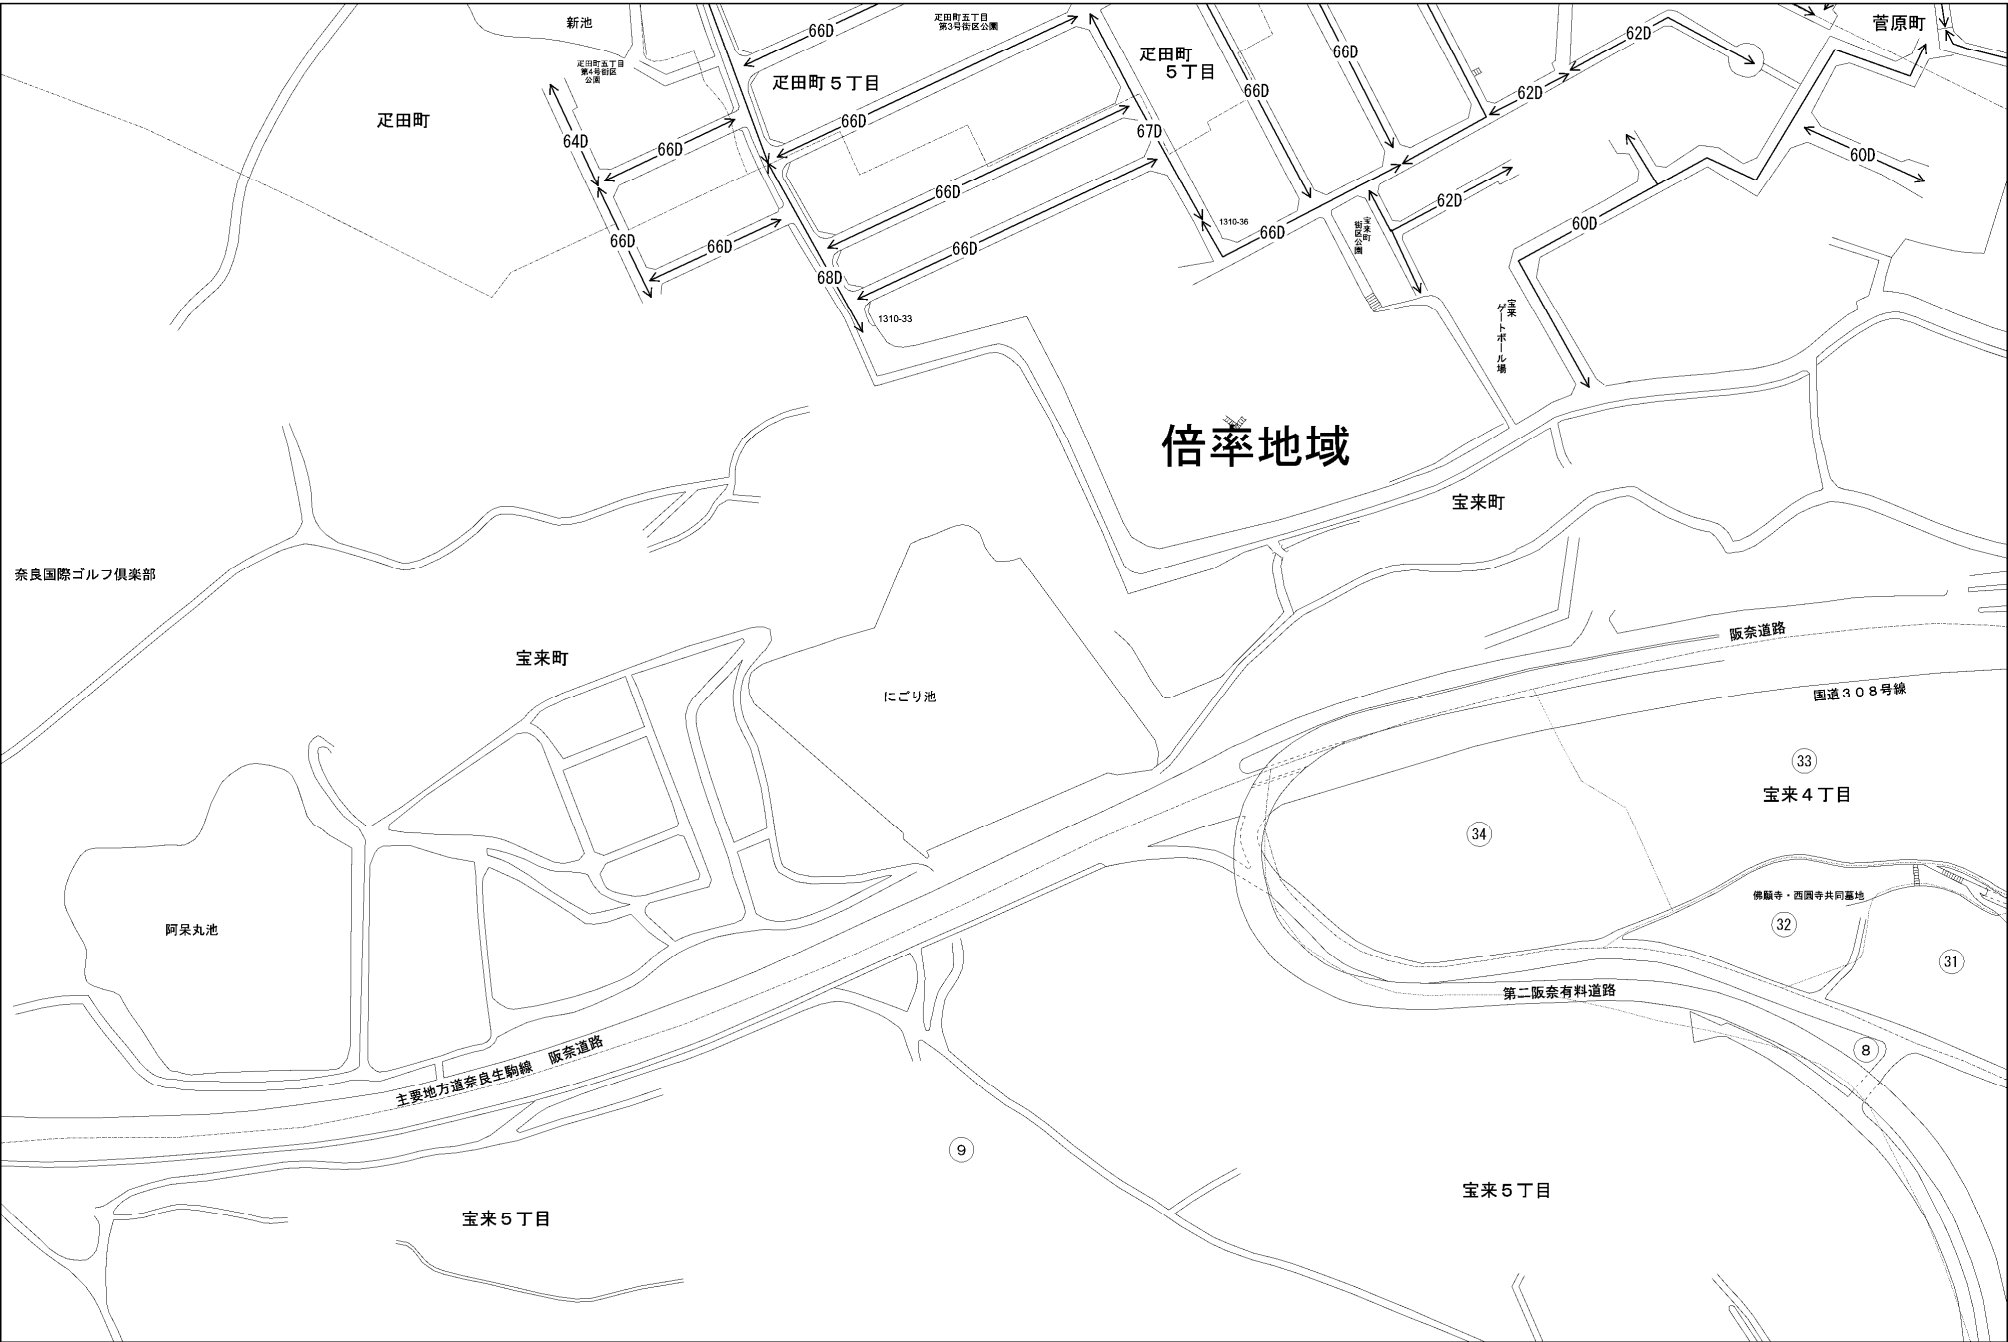 新池
66D
疋田町五丁目
第3号街区公園
66D
62D
菅原町
疋田町五丁目
第4号街区
公園
疋田町５丁目
疋田町
５丁目
66D
62D
疋田町
64D
66D
66D
67D
60D
66D
66D
66D
66D
68D
66D
1310-36
66D
宝来町
街区公園
62D
60D
1310-33
宝来
ゲートボール場
倍率地域
宝来町
奈良国際ゴルフ倶楽部
宝来町
にごり池
阪奈道路
国道３０８号線
33
宝来４丁目
34
佛願寺・西圓寺共同墓地
32
31
阿呆丸池
第二阪奈有料道路
8
主要地方道奈良生駒線　阪奈道路
9
宝来５丁目
宝来５丁目